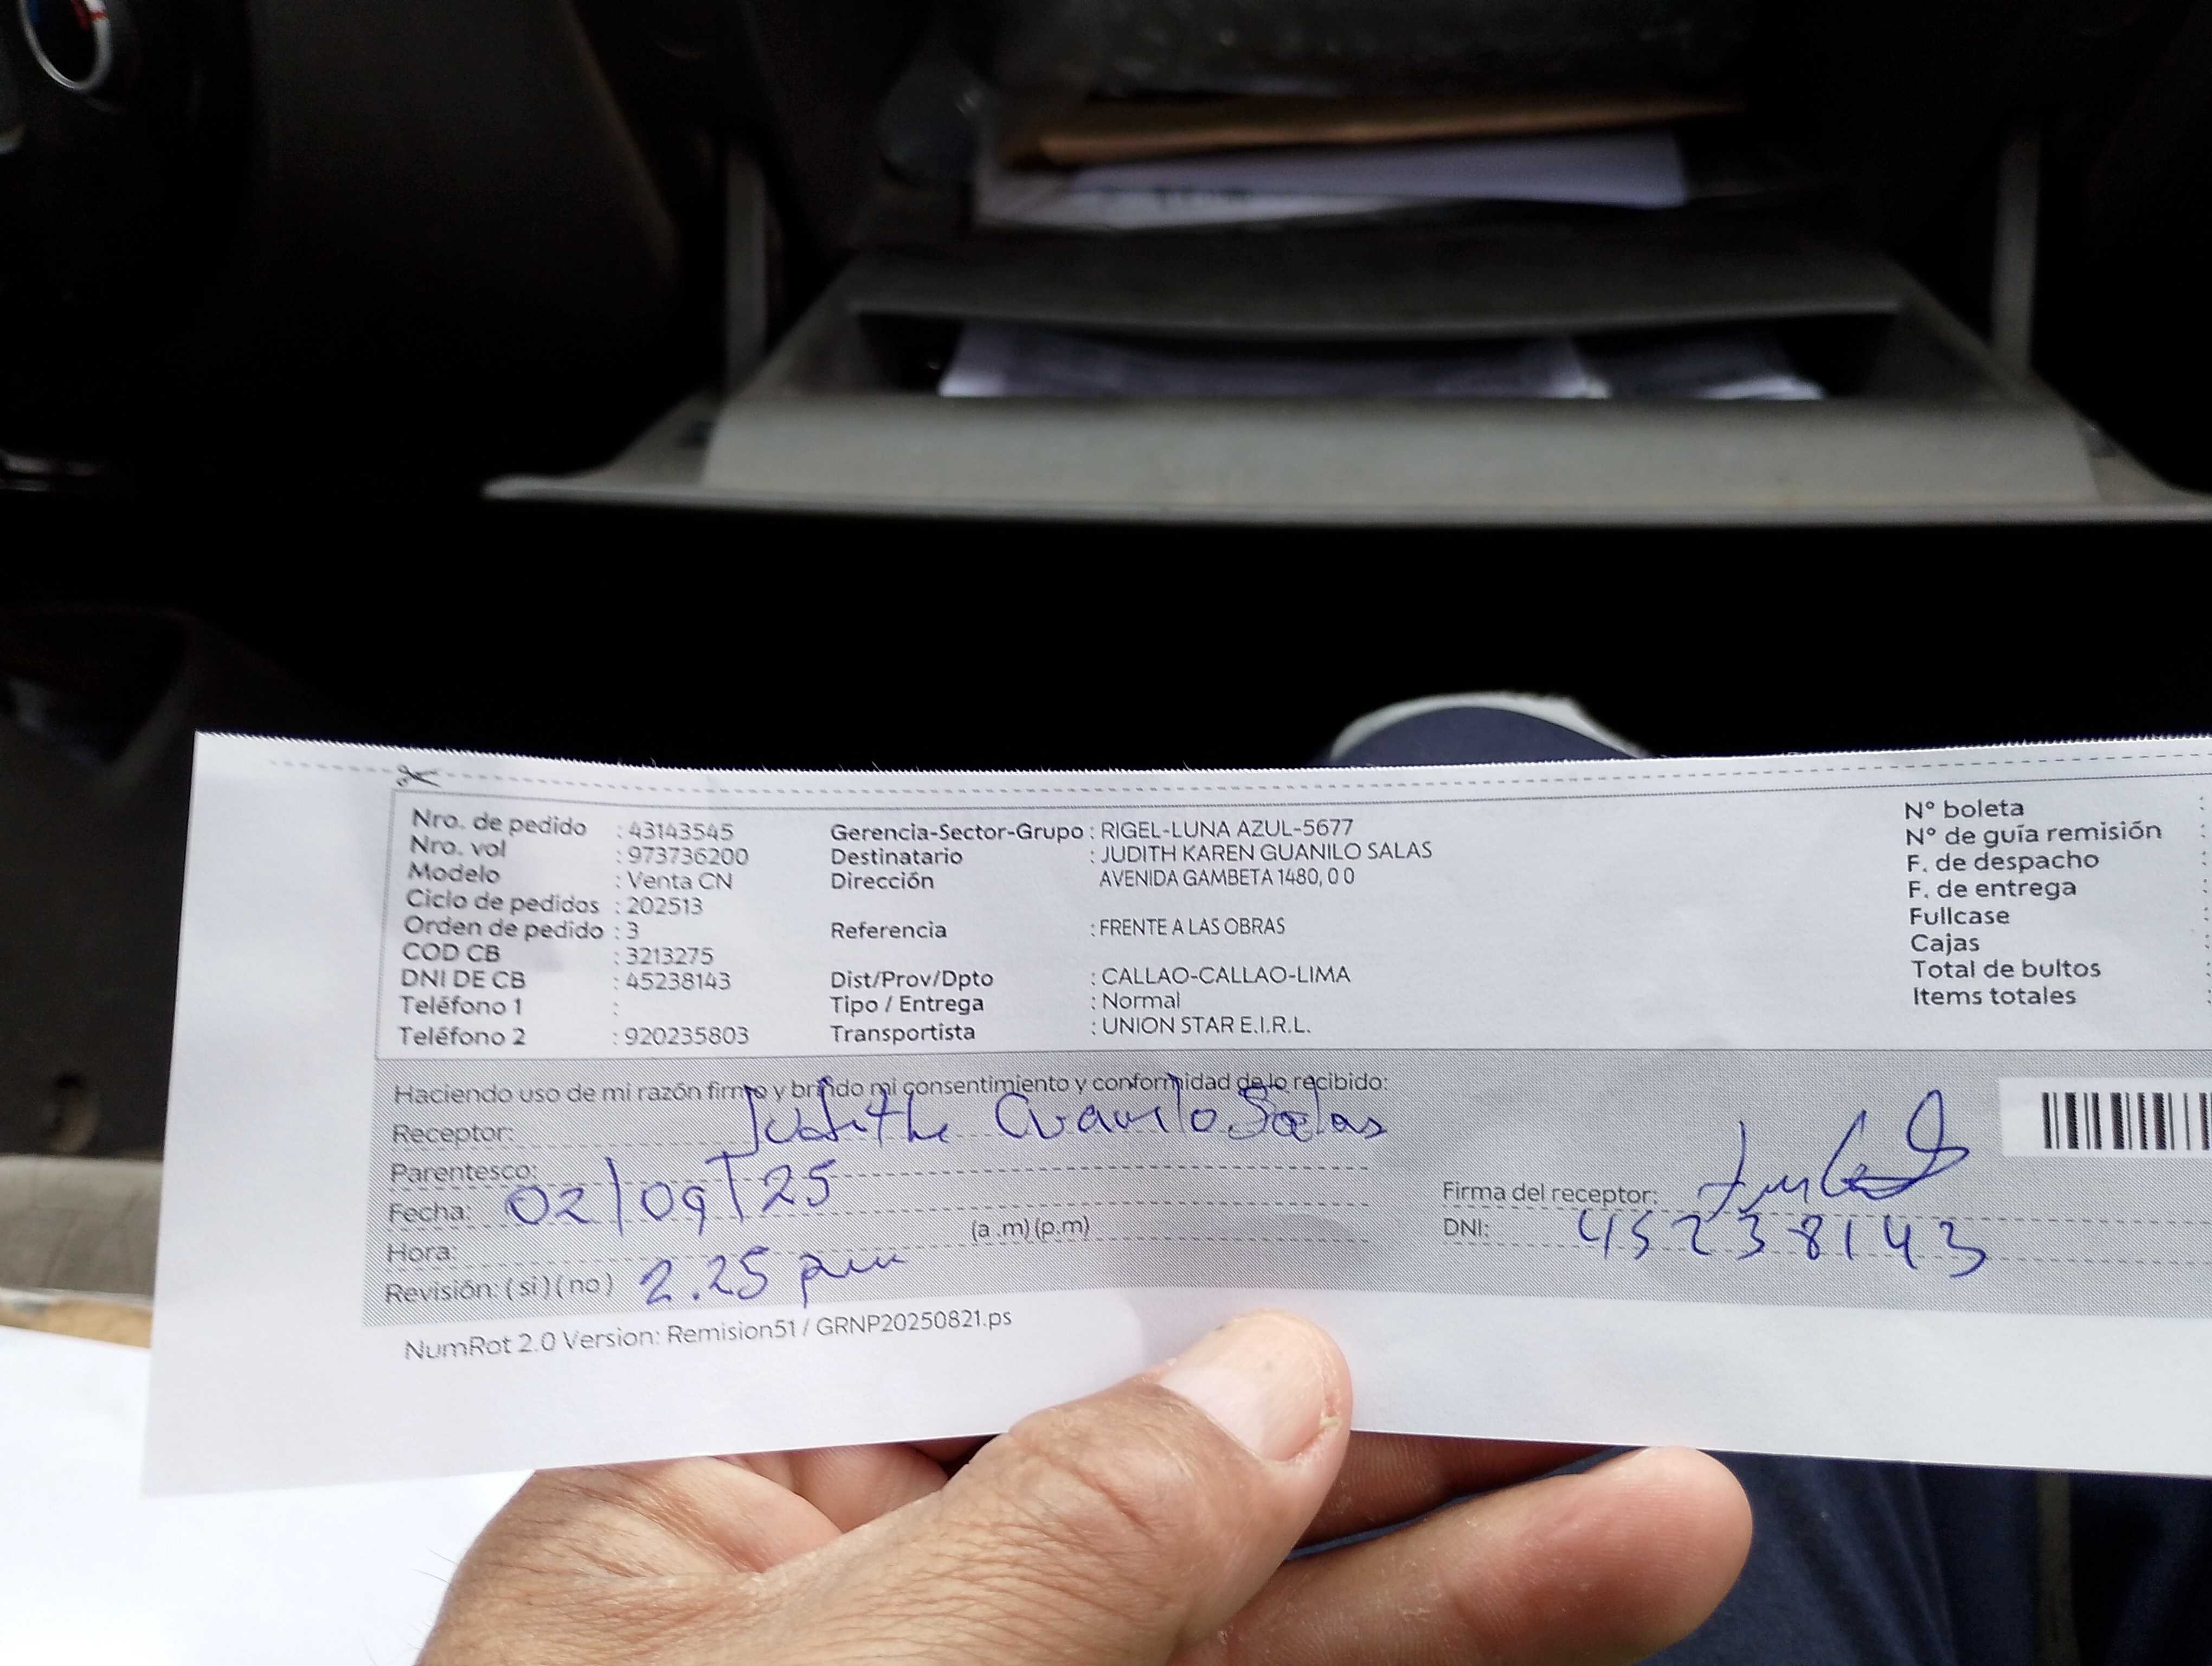 Nro. de pedido : 43143545
Nro. vol : 973736200
Modelo : Venta CN
Ciclo de pedidos : 202513
Orden de pedido : 3
COD CB : 3213275
DNI DE CB : 45238143
Teléfono 1 :
Teléfono 2 : 920235803
Gerencia-Sector-Grupo : RIGEL-LUNA AZUL-5677
Destinatario : JUDITH KAREN GUANILO SALAS
Dirección AVENIDA GAMBETA 1480, 0 0
Referencia : FRENTE A LAS OBRAS
Dist/Prov/Dpto : CALLAO-CALLAO-LIMA
Tipo / Entrega : Normal
Transportista : UNION STAR E.I.R.L.
N° boleta :
N° de guía remisión :
F. de despacho :
F. de entrega :
Fullcase :
Cajas :
Total de bultos :
Items totales :
Haciendo uso de mi razón firmo y brindo mi consentimiento y conformidad de lo recibido:
Receptor: Judith Guanilo Salas
Parentesco:
Fecha: 02/09/25
Hora: (a.m) (p.m)
Revisión: ( si ) ( no ) 2.25 pm
Firma del receptor:
DNI: 45238143
NumRot 2.0 Version: Remision51 / GRNP20250821.ps